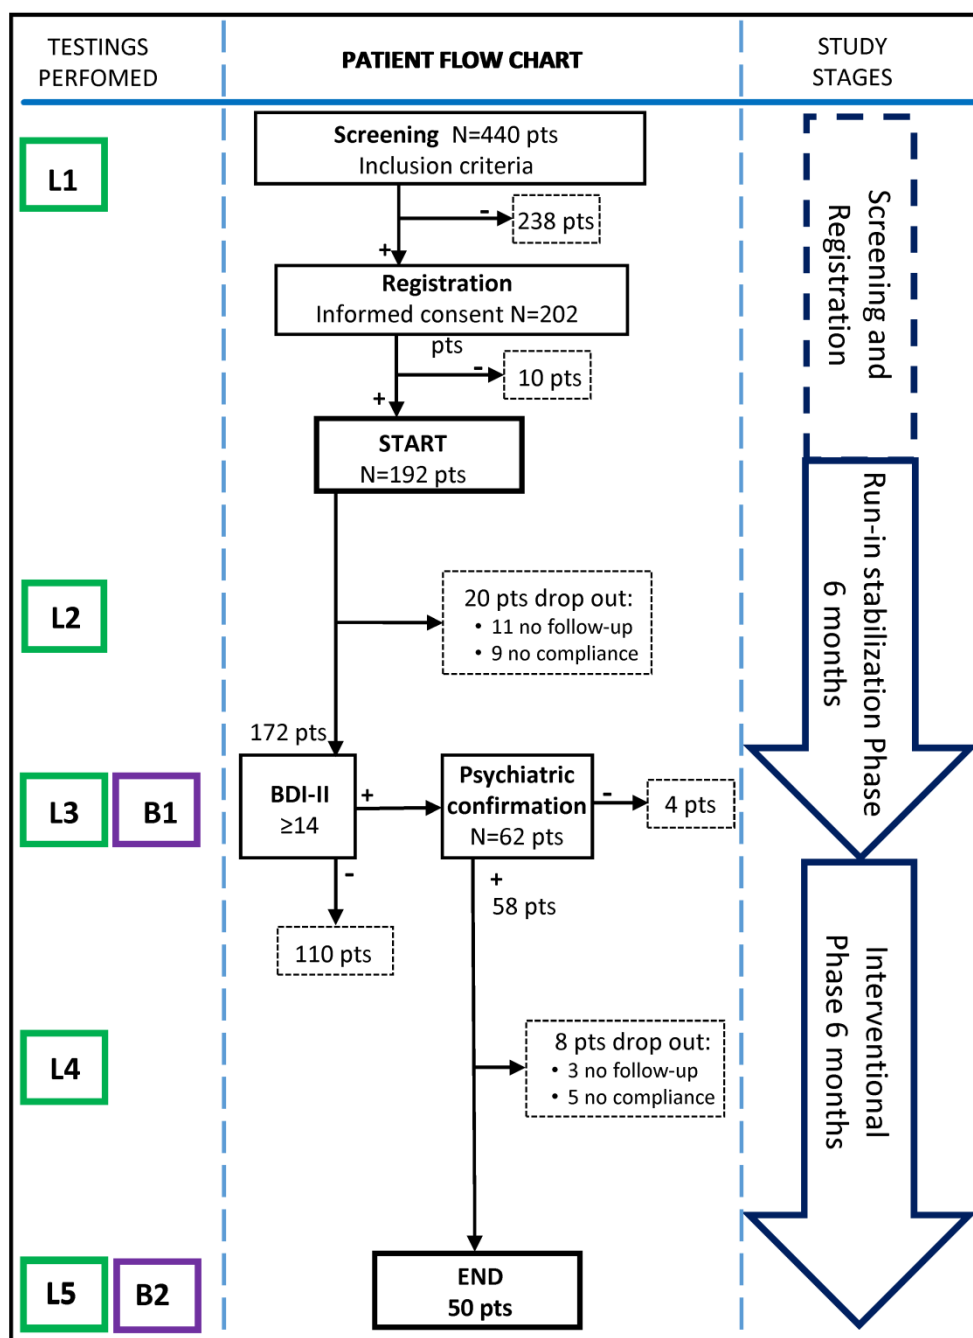 TESTINGS
PERFOMED
PATIENT FLOW CHART
STUDY
STAGES
L1
Screening N=440 pts
Inclusion criteria
-
238 pts
+
Registration
Informed consent N=202
pts
-
10 pts
+
START
N=192 pts
Screening and
Registration
L2
20 pts drop out:
• 11 no follow-up
• 9 no compliance
Run-in stabilization Phase
6 months
172 pts
L3
B1
BDI-II
≥14
+
Psychiatric
confirmation
N=62 pts
-
4 pts
-
110 pts
+
58 pts
L4
8 pts drop out:
• 3 no follow-up
• 5 no compliance
Interventional
Phase 6 months
L5
B2
END
50 pts